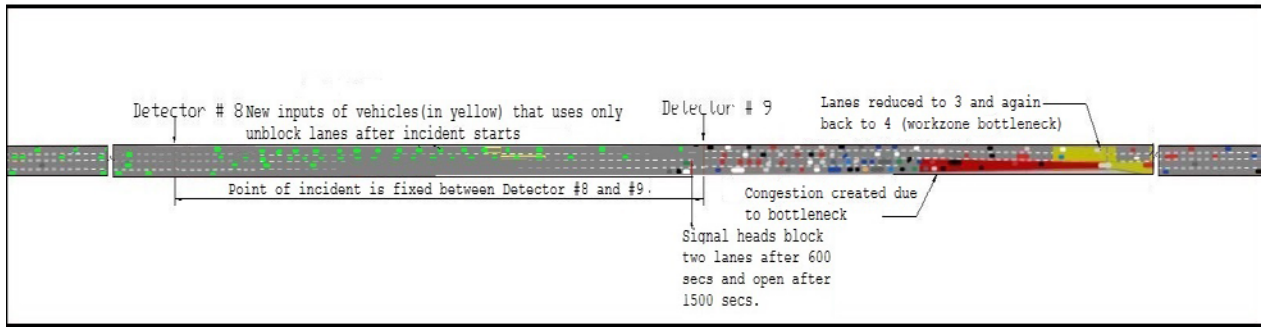 Detector # 8
New inputs of vehicles(in yellow) that uses only
unblock lanes after incident starts
Detector # 9
Lanes reduced to 3 and again
back to 4 (workzone bottleneck)
Point of incident is fixed between Detector #8 and #9.
Congestion created due
to bottleneck
Signal heads block
two lanes after 600
secs and open after
1500 secs.